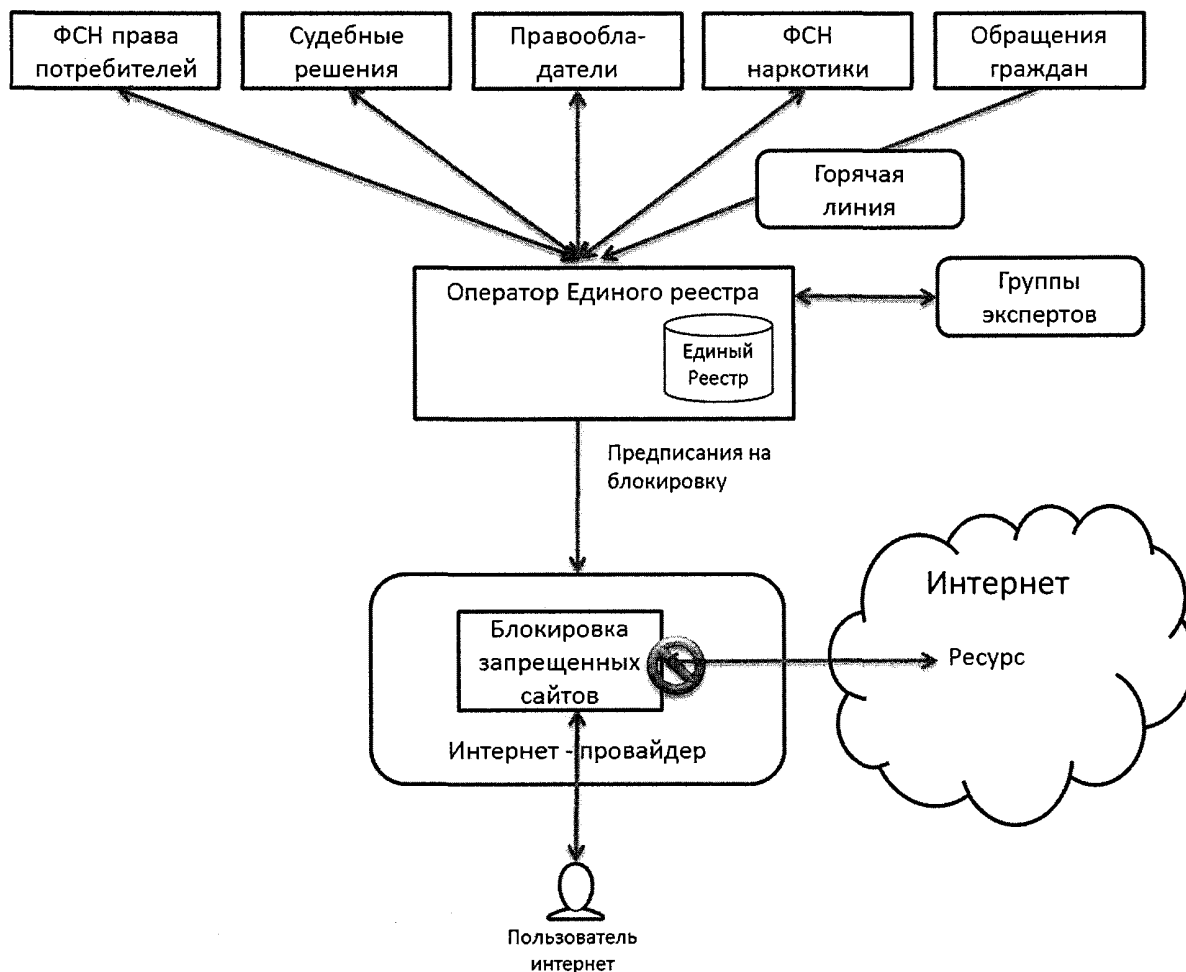 ФСН права
потребителей
Судебные
решения
Правообла-
датели
ФСН
наркотики
Обращения
граждан
Горячая
линия
Оператор Единого реестра
Группы
экспертов
Единый
Реестр
Предписания на
блокировку
Интернет
Блокировка
запрещенных
сайтов
Ресурс
Интернет - провайдер
Пользователь
интернет